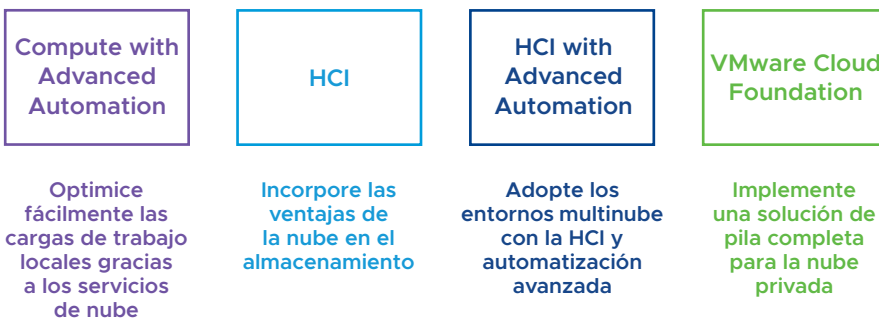 Compute with
Advanced
Automation
HCI
HCI with
Advanced
Automation
VMware Cloud
Foundation
Optimice
fácilmente las
cargas de trabajo
locales gracias
a los servicios
de nube
Incorpore las
ventajas de
la nube en el
almacenamiento
Adopte los
entornos multinube
con la HCI y
automatización
avanzada
Implemente
una solución de
pila completa
para la nube
privada